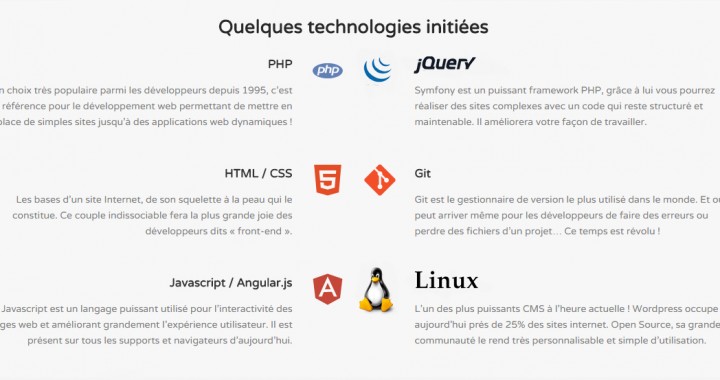 Quelques technologies initiées
PHP
php
n choix très populaire parmi les développeurs depuis 1995, c'est
référence pour le développement web permettant de mettre en
place de simples sites jusqu'à des applications web dynamiques !
jQuery
Symfony est un puissant framework PHP, grâce à lui vous pourrez
réaliser des sites complexes avec un code qui reste structuré et
maintenable. Il améliorera votre façon de travailler.
HTML / CSS
5
Les bases d'un site Internet, de son squelette à la peau qui le
constitue. Ce couple indissociable fera la plus grande joie des
développeurs dits « front-end ».
Git
Git est le gestionnaire de version le plus utilisé dans le monde. Et ou
peut arriver même pour les développeurs de faire des erreurs ou
perdre des fichiers d'un projet... Ce temps est révolu !
Javascript / Angular.js
A
Javascript est un langage puissant utilisé pour l'interactivité des
ges web et améliorant grandement l'expérience utilisateur. Il est
présent sur tous les supports et navigateurs d'aujourd'hui.
Linux
L'un des plus puissants CMS à l'heure actuelle ! Wordpress occupe
aujourd'hui prés de 25% des sites internet. Open Source, sa grande
communauté le rend très personnalisable et simple d'utilisation.